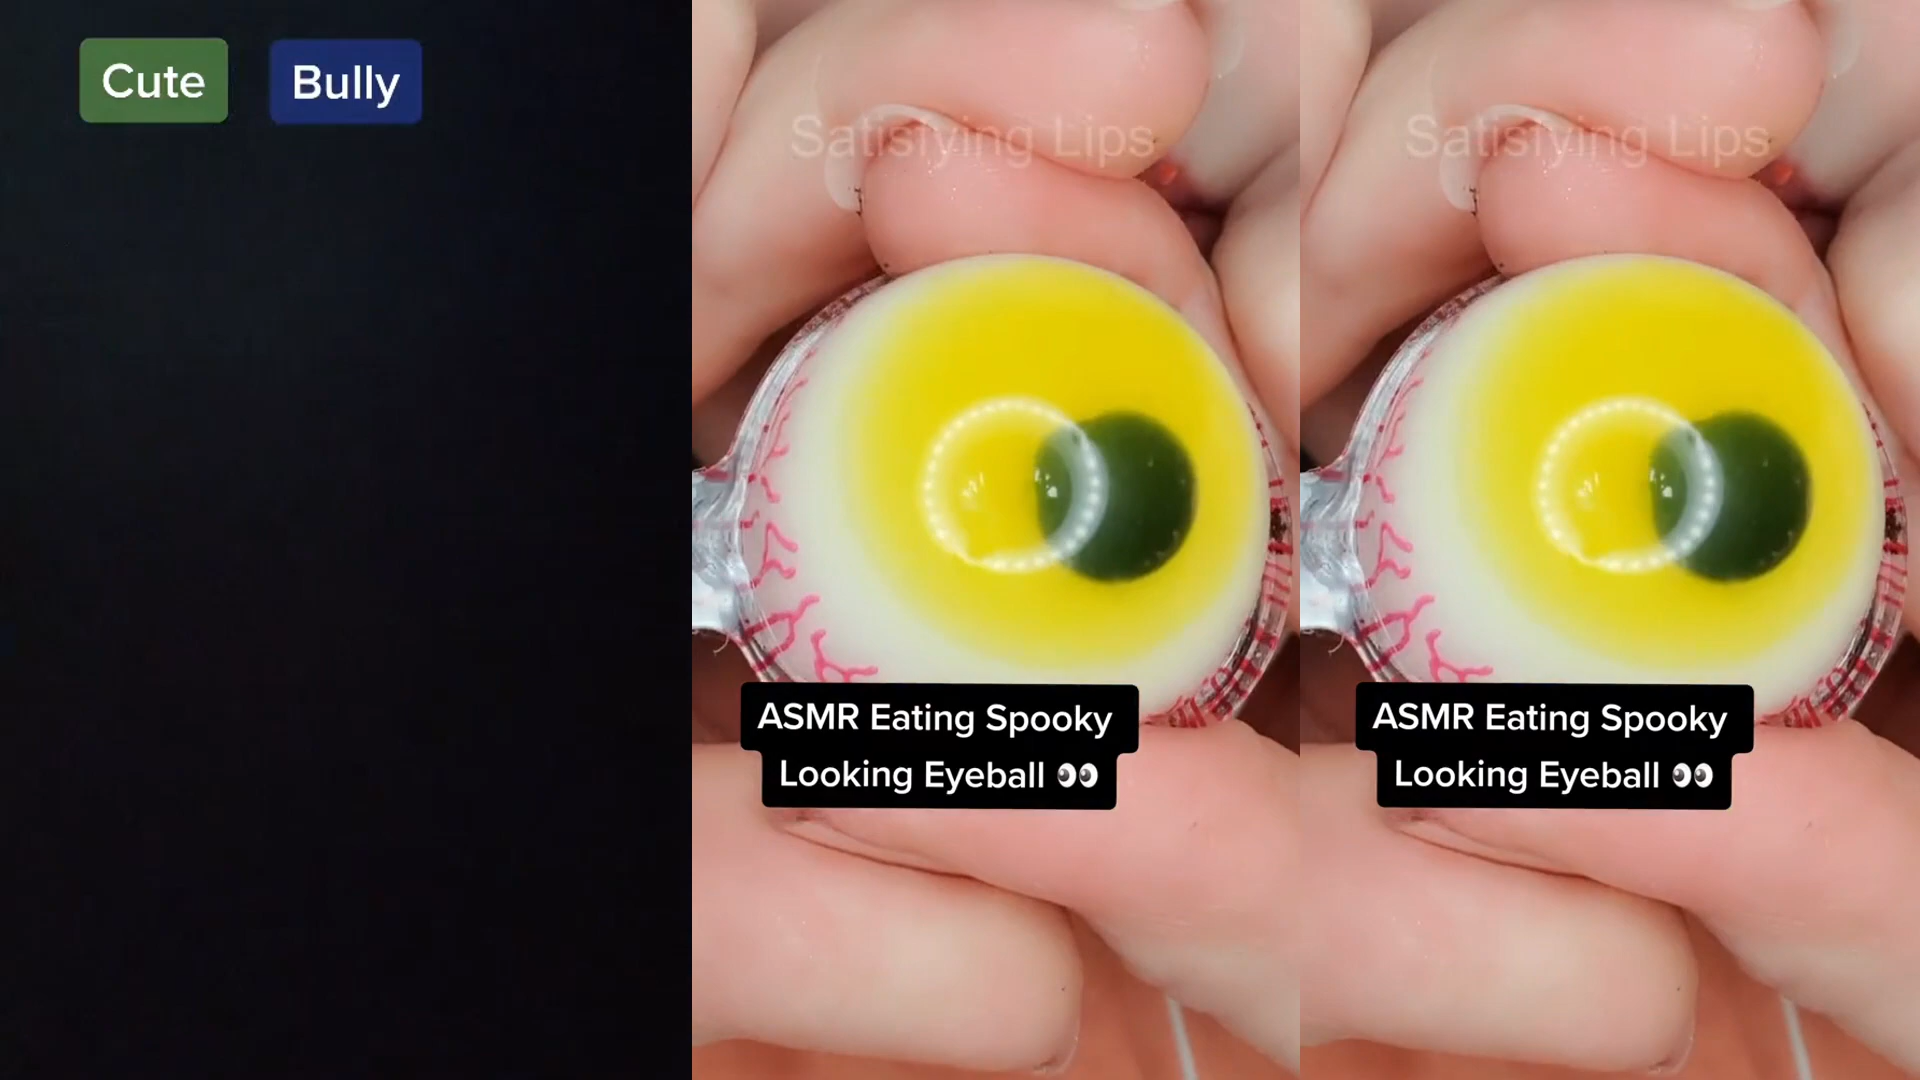 Cute
Bully
Satisfying Lips
Satisfying Lips
ASMR Eating Spooky
Looking Eyeball 👀
ASMR Eating Spooky
Looking Eyeball 👀